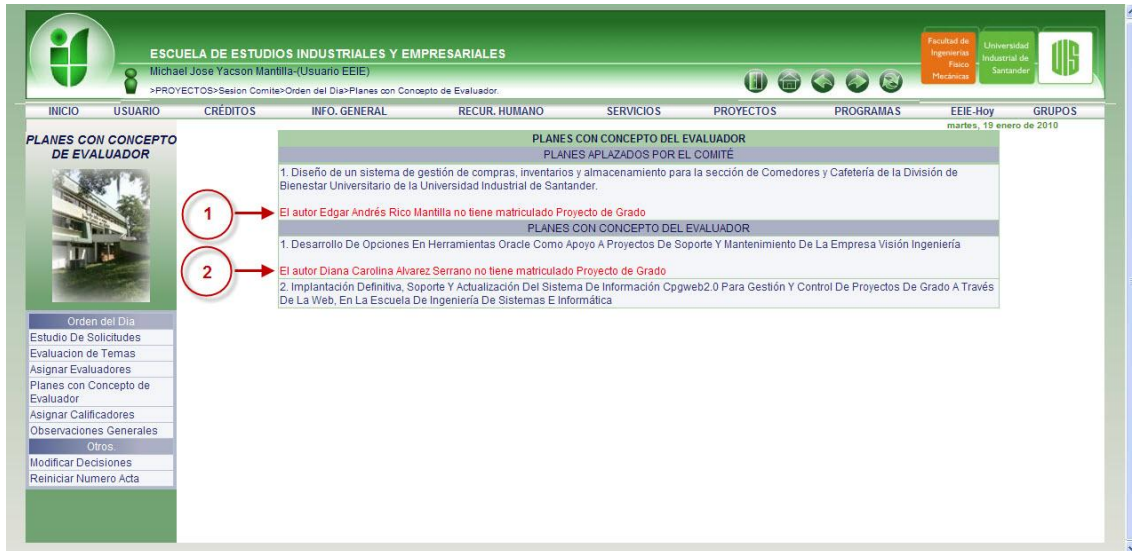 ESCUELA DE ESTUDIOS INDUSTRIALES Y EMPRESARIALES
Michael Jose Yacson Mantilla-(Usuario EEIE)
>PROYECTOS>Sesion Comite>Orden del Dia>Planes con Concepto de Evaluador.
Facultad de
Ingenierías
Físico
Mecánicas
Universidad
Industrial de
Santander
UIS
INICIO USUARIO CRÉDITOS INFO. GENERAL RECUR. HUMANO SERVICIOS PROYECTOS PROGRAMAS EEIE-Hoy GRUPOS
martes, 19 enero de 2010
PLANES CON CONCEPTO
DE EVALUADOR
PLANES CON CONCEPTO DEL EVALUADOR
PLANES APLAZADOS POR EL COMITÉ
1. Diseño de un sistema de gestión de compras, inventarios y almacenamiento para la sección de Comedores y Cafetería de la División de
Bienestar Universitario de la Universidad Industrial de Santander.
1
El autor Edgar Andrés Rico Mantilla no tiene matriculado Proyecto de Grado
PLANES CON CONCEPTO DEL EVALUADOR
1. Desarrollo De Opciones En Herramientas Oracle Como Apoyo A Proyectos De Soporte Y Mantenimiento De La Empresa Visión Ingeniería
2
El autor Diana Carolina Alvarez Serrano no tiene matriculado Proyecto de Grado
2. Implantación Definitiva, Soporte Y Actualización Del Sistema De Información Cpgweb2.0 Para Gestión Y Control De Proyectos De Grado A Través
De La Web, En La Escuela De Ingeniería De Sistemas E Informática
Orden del Dia
Estudio De Solicitudes
Evaluacion de Temas
Asignar Evaluadores
Planes con Concepto de
Evaluador
Asignar Calificadores
Observaciones Generales
Otros.
Modificar Decisiones
Reiniciar Numero Acta